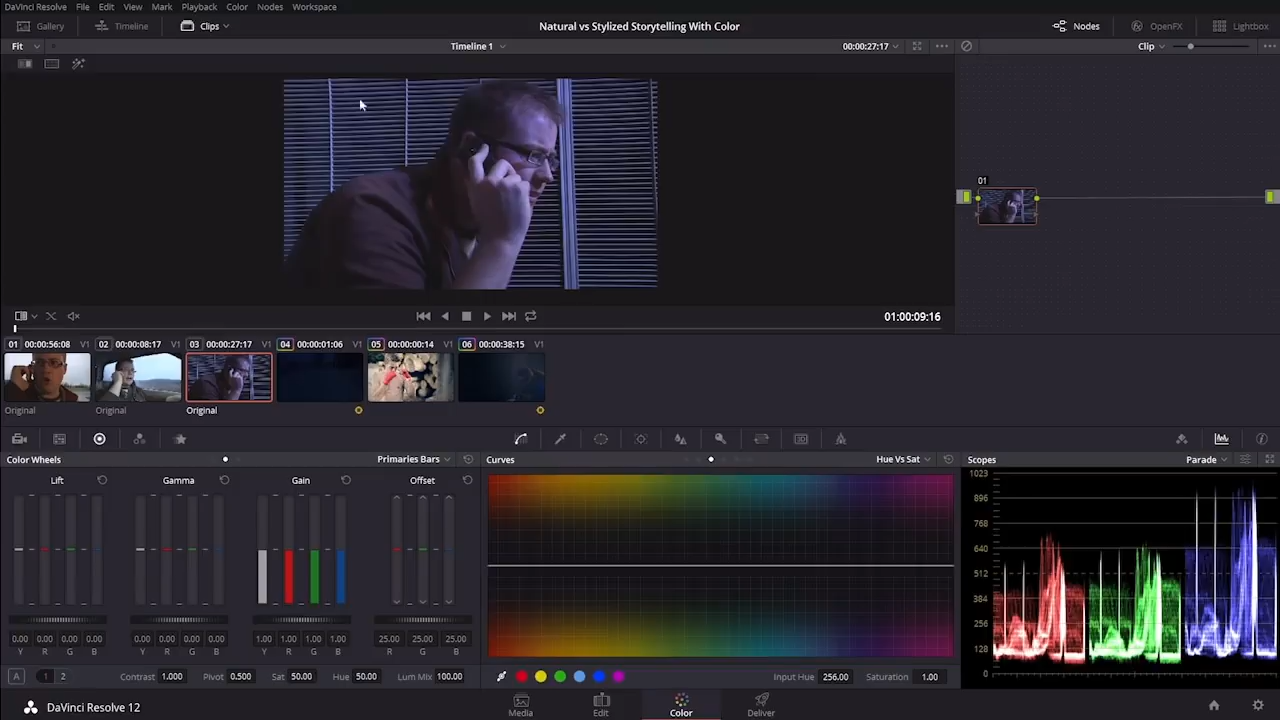 DaVinci Resolve File Edit View Mark Playback Color Nodes Workspace
Gallery Timeline Clips Natural vs Stylized Storytelling With Color Nodes OpenFX Lightbox
Fit Timeline 1 00:00:27:17 Clip
01
01:00:09:16
01 00:00:56:08 V1 02 00:00:08:17 V1 03 00:00:27:17 V1 04 00:00:01:06 V1 05 00:00:00:14 V1 06 00:00:38:15 V1
Original Original Original
Color Wheels Primaries Bars Curves Hue Vs Sat Scopes Parade
Lift Gamma Gain Offset
1023
896
768
640
512
384
256
128
0
0.00 0.00 0.00 0.00 0.00 0.00 0.00 0.00 1.00 1.00 1.00 1.00 25.00 25.00 25.00
Y R G B Y R G B Y R G B R G B
A 1 2 Contrast 1.000 Pivot 0.500 Sat 50.00 Hue 50.00 Lum Mix 100.00 Input Hue 256.00 Saturation 1.00
DaVinci Resolve 12 Media Edit Color Deliver